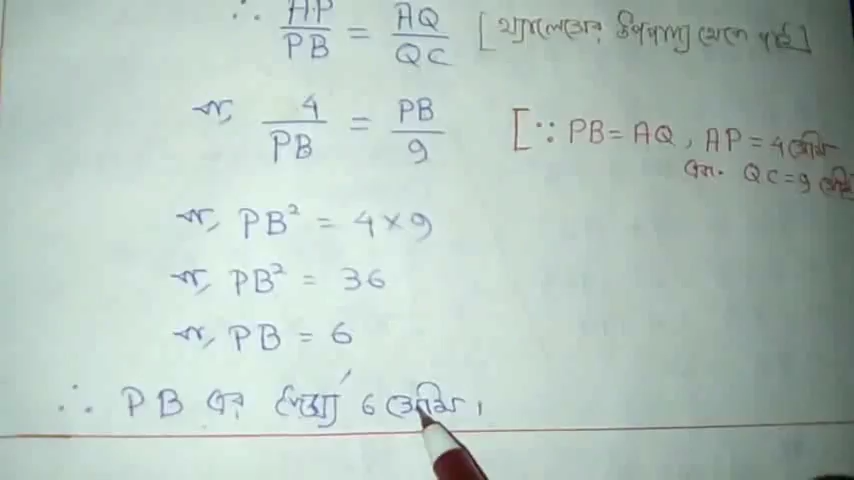 ∴ AP/PB = AQ/QC [থ্যালেসের উপপাদ্য থেকে পাই]
বা, 4/PB = PB/9 [∵ PB = AQ, AP = 4 সেমি
এবং QC = 9 সেমি
বা, PB² = 4 × 9
বা, PB² = 36
বা, PB = 6
∴ PB এর দৈর্ঘ্য 6 সেমি।